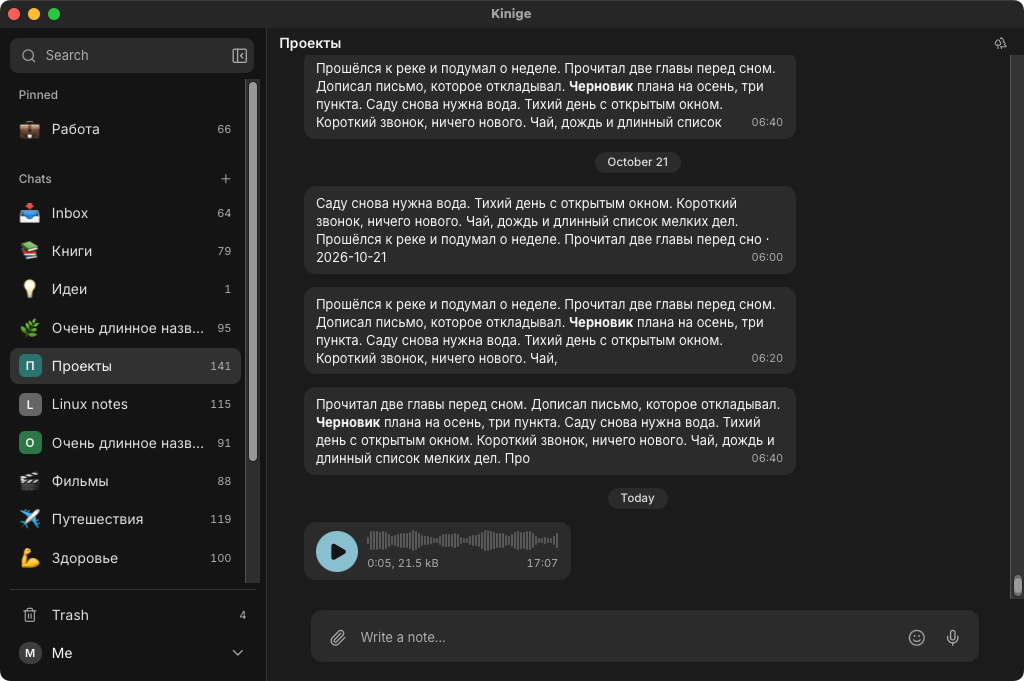 Kinige
Search
Pinned
Работа 66
Chats
Inbox 64
Книги 79
Идеи 1
Очень длинное назв... 95
П Проекты 141
L Linux notes 115
О Очень длинное назв... 91
Фильмы 88
Путешествия 119
Здоровье 100
Trash 4
M Me
Проекты
Прошёлся к реке и подумал о неделе. Прочитал две главы перед сном.
Дописал письмо, которое откладывал. Черновик плана на осень, три
пункта. Саду снова нужна вода. Тихий день с открытым окном.
Короткий звонок, ничего нового. Чай, дождь и длинный список 06:40
October 21
Саду снова нужна вода. Тихий день с открытым окном. Короткий
звонок, ничего нового. Чай, дождь и длинный список мелких дел.
Прошёлся к реке и подумал о неделе. Прочитал две главы перед сно ·
2026-10-21 06:00
Прошёлся к реке и подумал о неделе. Прочитал две главы перед сном.
Дописал письмо, которое откладывал. Черновик плана на осень, три
пункта. Саду снова нужна вода. Тихий день с открытым окном.
Короткий звонок, ничего нового. Чай, 06:20
Прочитал две главы перед сном. Дописал письмо, которое откладывал.
Черновик плана на осень, три пункта. Саду снова нужна вода. Тихий
день с открытым окном. Короткий звонок, ничего нового. Чай, дождь и
длинный список мелких дел. Про 06:40
Today
0:05, 21.5 kB 17:07
Write a note...